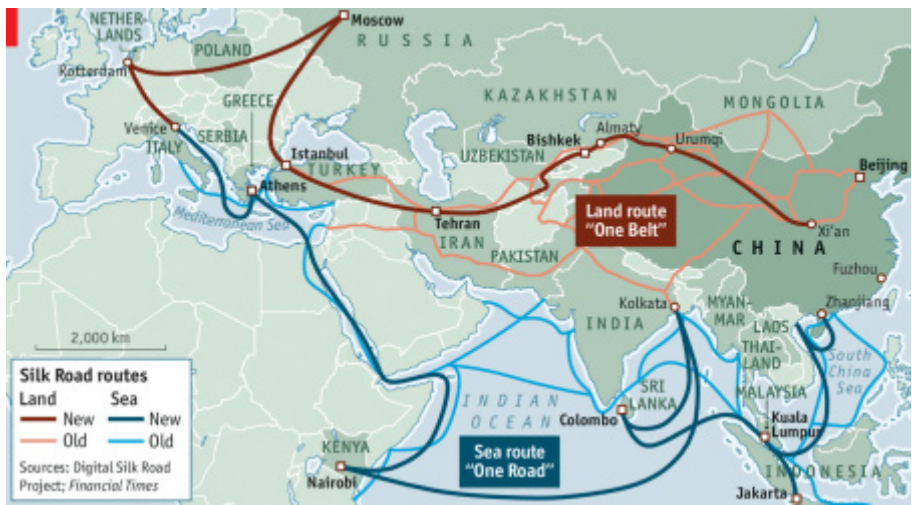 Moscow
NETHER-
LANDS
RUSSIA
POLAND
Rotterdam
KAZAKHSTAN
MONGOLIA
GREECE
Almaty
Venice
SERBIA
Bishkek
Urumqi
ITALY
UZBEKISTAN
Istanbul
Beijing
TURKEY
Athens
Mediterranean Sea
Tehran
Land route
"One Belt"
Xi'an
IRAN
CHINA
PAKISTAN
Fuzhou
Kolkata
MYAN-
MAR
Zhanjiang
INDIA
LAOS
2,000 km
THAI-
LAND
South
China
Sea
Silk Road routes
Land Sea
New New
Old Old
Sources: Digital Silk Road
Project; Financial Times
SRI
LANKA
MALAYSIA
INDIAN
OCEAN
Colombo
Kuala
Lumpur
KENYA
Sea route
"One Road"
INDONESIA
Nairobi
Jakarta